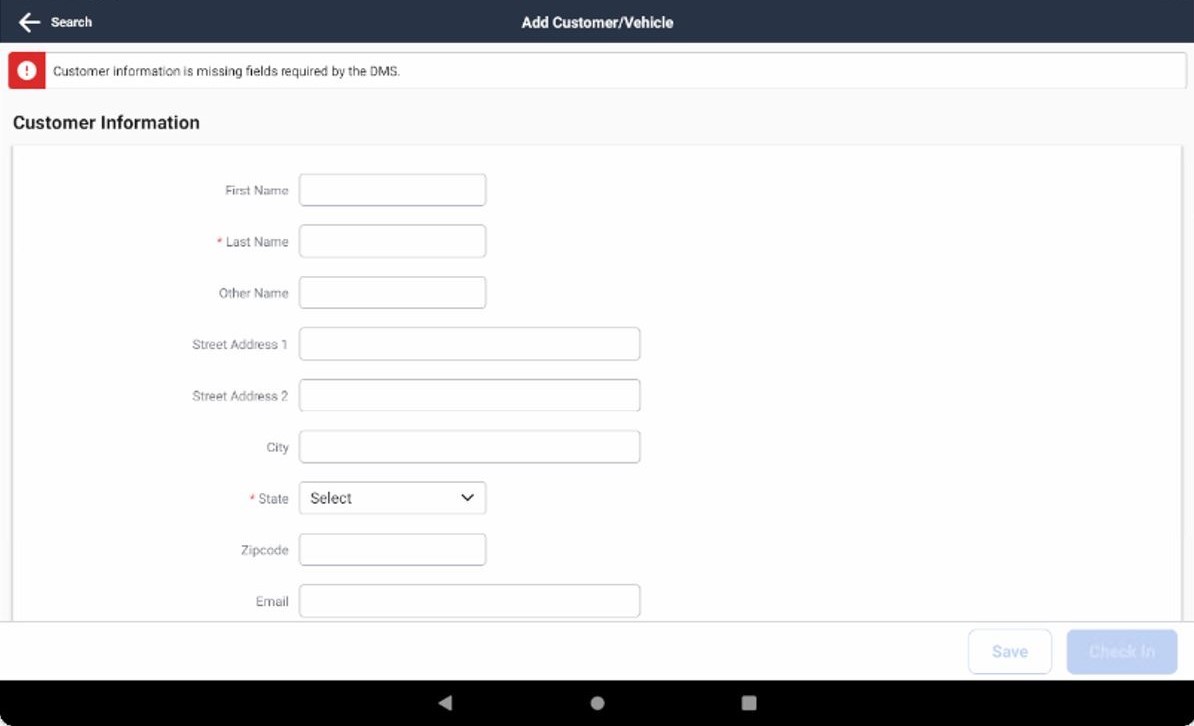 Search
Add Customer/Vehicle
Customer information is missing fields required by the DMS.
Customer Information
First Name
* Last Name
Other Name
Street Address 1
Street Address 2
City
* State Select
Zipcode
Email
Save
Check In